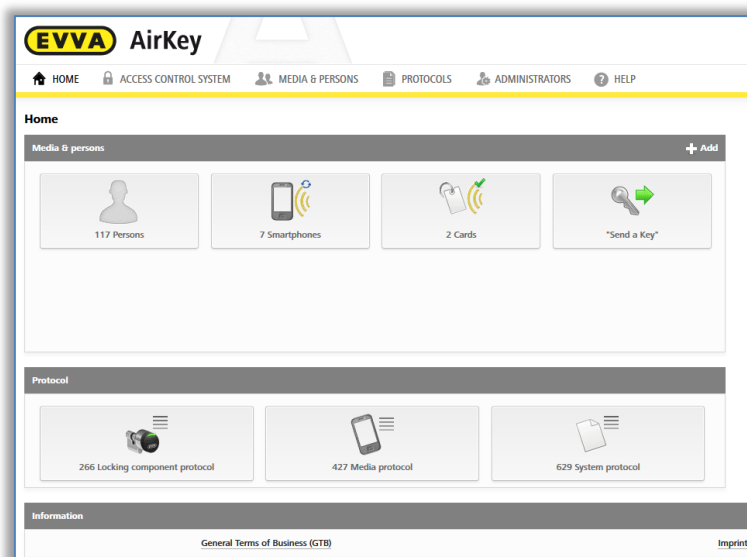 EVVA AirKey
HOME ACCESS CONTROL SYSTEM MEDIA & PERSONS PROTOCOLS ADMINISTRATORS HELP
Home
Media & persons Add
117 Persons 7 Smartphones 2 Cards "Send a Key"
Protocol
266 Locking component protocol 427 Media protocol 629 System protocol
Information
General Terms of Business (GTB) Imprint